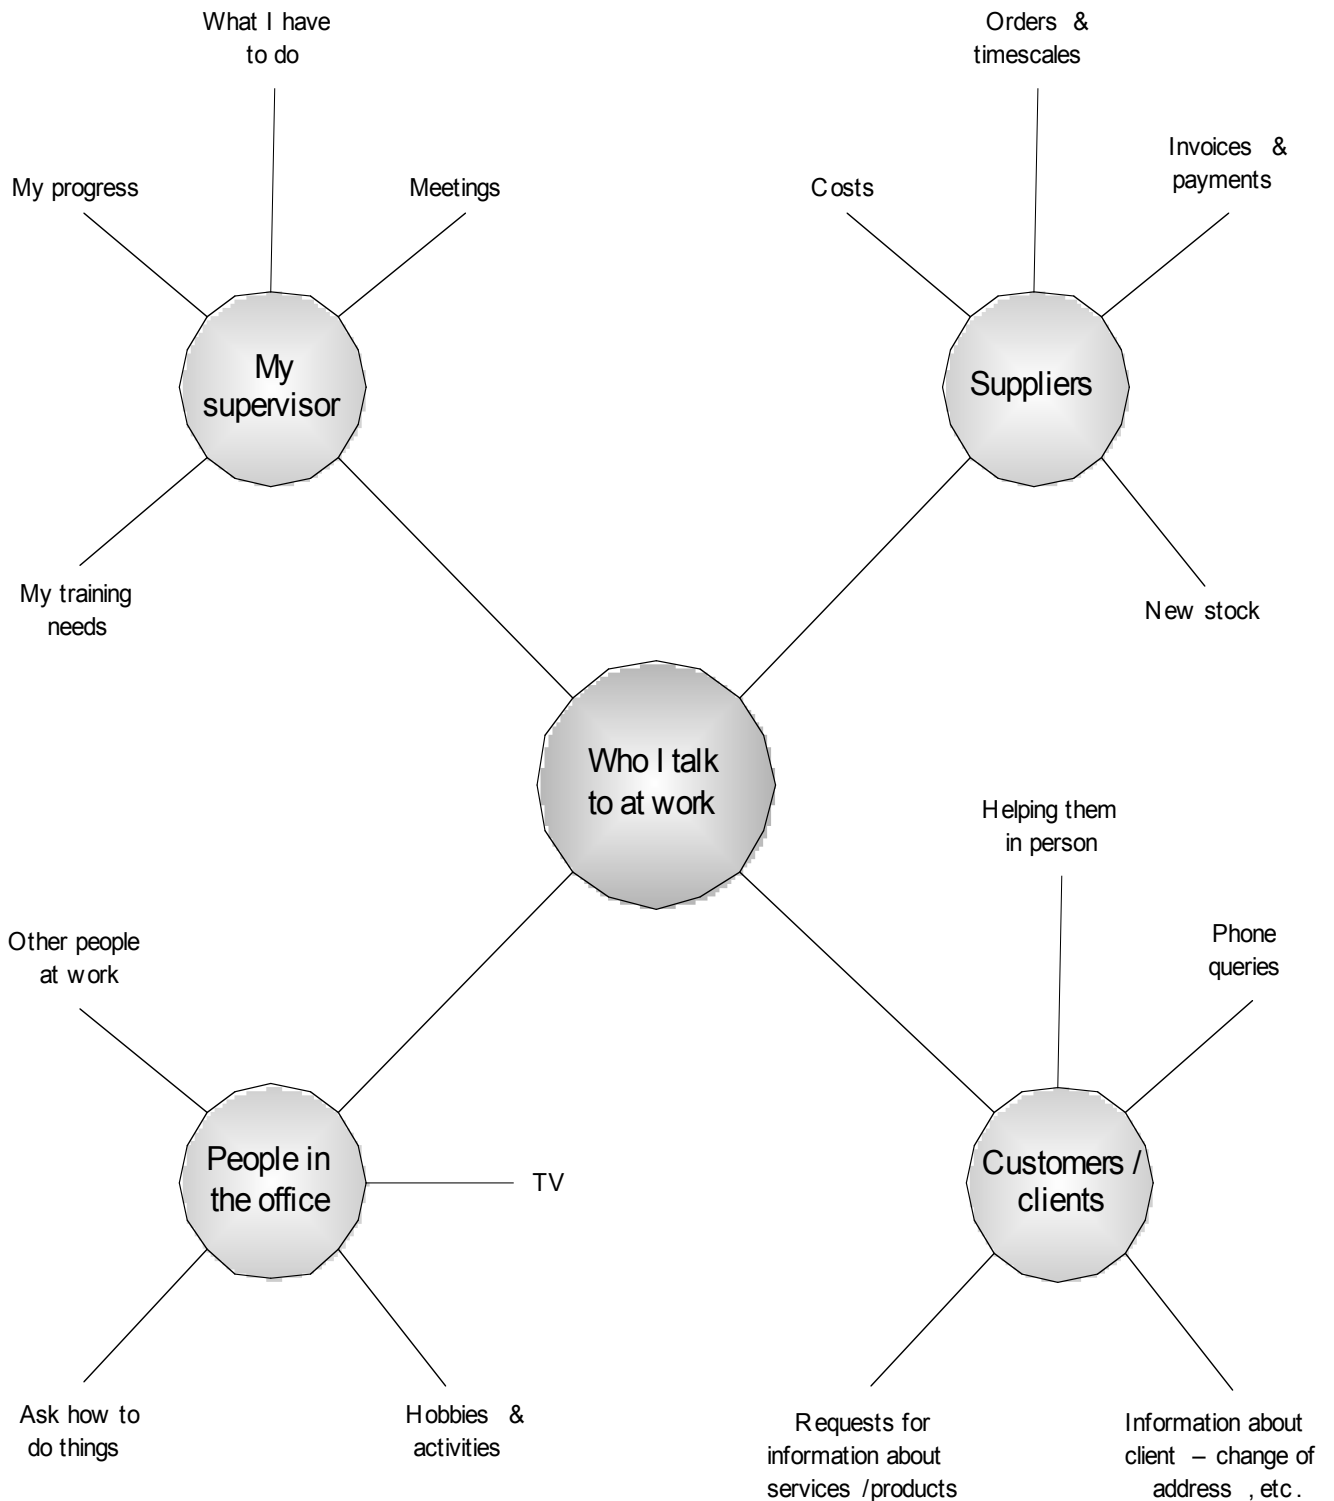 What I have
to do
My progress
Meetings
My
supervisor
My training
needs
Orders &
timescales
Costs
Invoices &
payments
Suppliers
New stock
Who I talk
to at work
Other people
at work
People in
the office
TV
Ask how to
do things
Hobbies &
activities
Helping them
in person
Phone
queries
Customers /
clients
Requests for
information about
services /products
Information about
client – change of
address , etc.